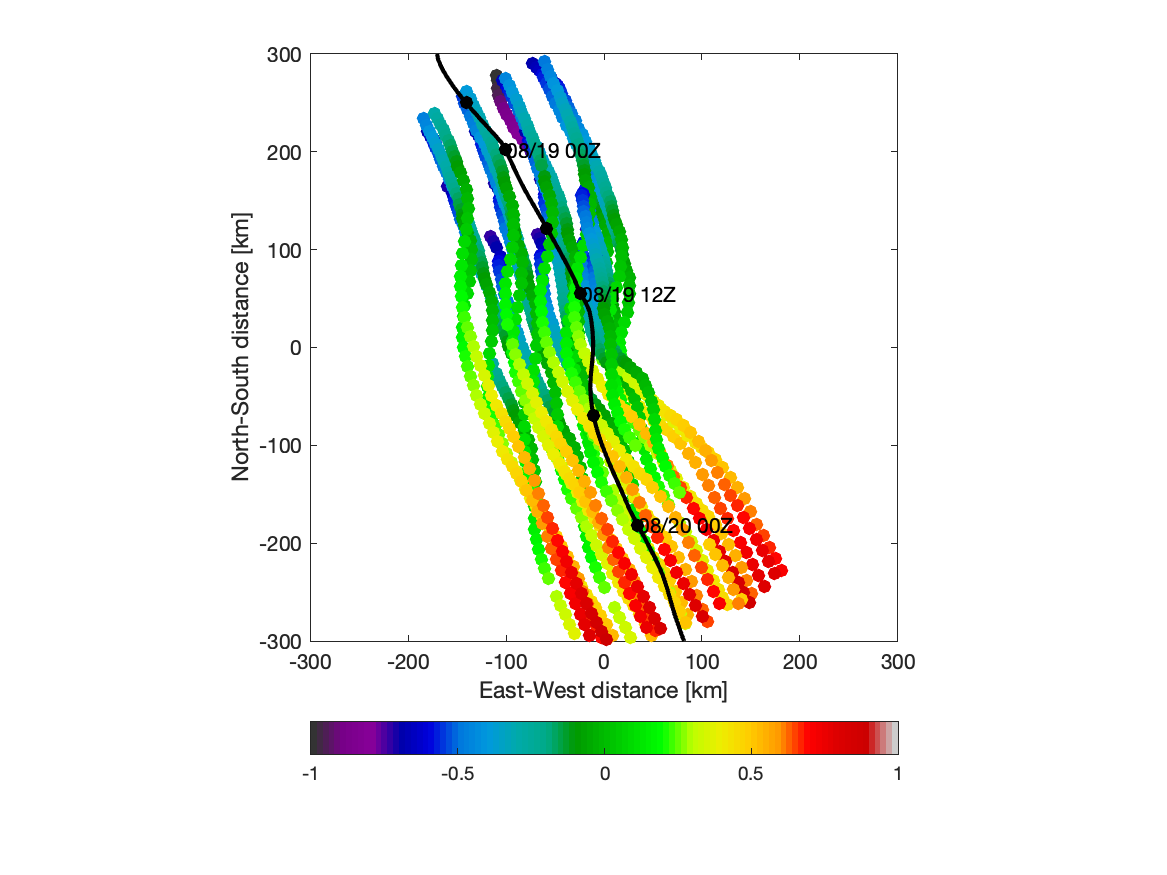 300
200
100
0
-100
-200
-300
North-South distance [km]
08/19 00Z
08/19 12Z
08/20 00Z
-300 -200 -100 0 100 200 300
East-West distance [km]
-1 -0.5 0 0.5 1